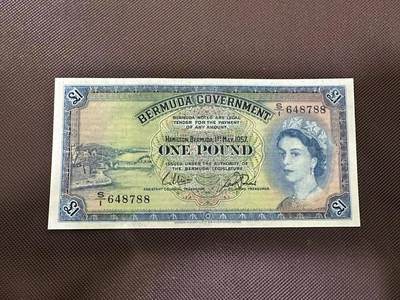 £1
£1
BERMUDA GOVERNMENT
S/1 648788
BERMUDA NOTES ARE LEGAL
TENDER FOR THE PAYMENT
OF ANY AMOUNT.
HAMILTON, BERMUDA, 1ST MAY, 1957.
ONE POUND
ISSUED UNDER THE AUTHORITY OF
THE BERMUDA LEGISLATURE
S/1 648788
£1
£1